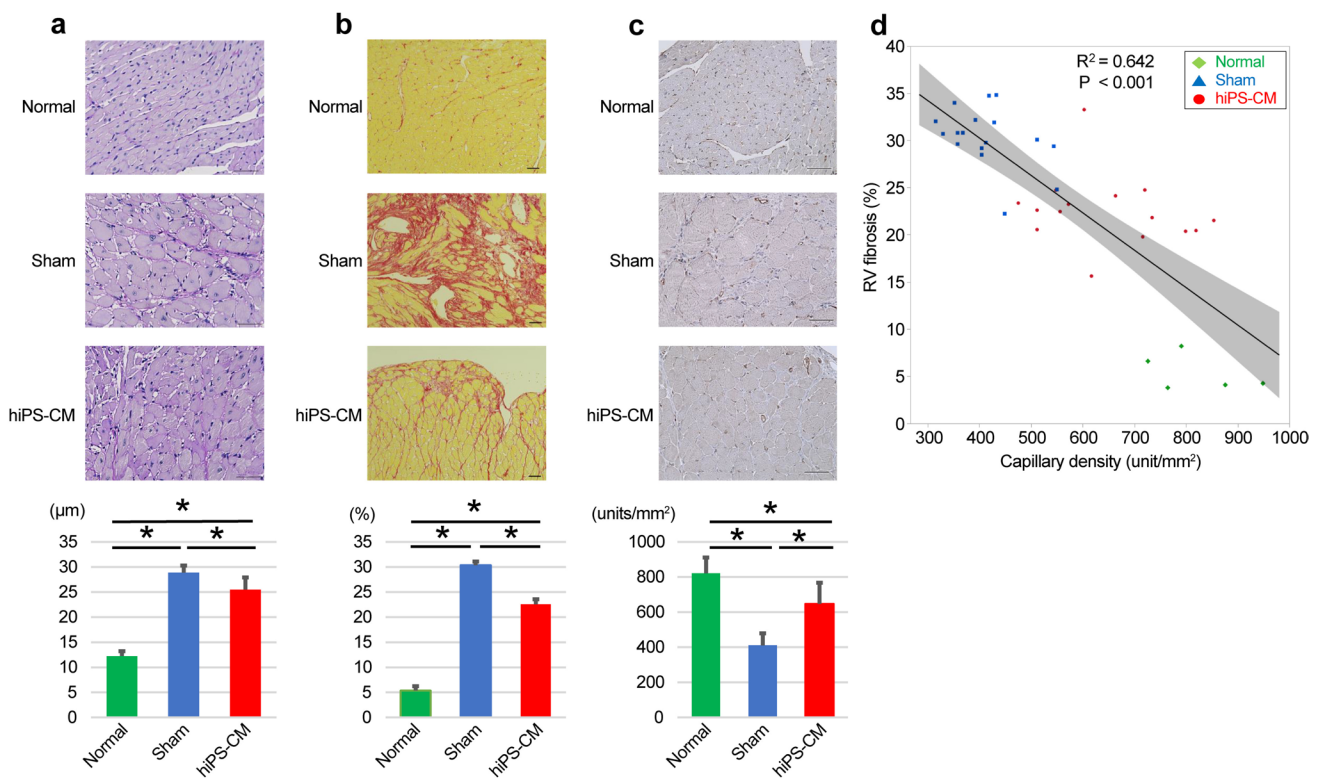 a
Normal
Sham
hiPS-CM
(μm)
*
* *
35
30
25
20
15
10
5
0
Normal
Sham
hiPS-CM
b
Normal
Sham
hiPS-CM
(%)
*
* *
35
30
25
20
15
10
5
0
Normal
Sham
hiPS-CM
c
Normal
Sham
hiPS-CM
(units/mm²)
*
* *
1000
800
600
400
200
0
Normal
Sham
hiPS-CM
d
R² = 0.642
P < 0.001
Normal
Sham
hiPS-CM
RV fibrosis (%)
40
35
30
25
20
15
10
5
0
300 400 500 600 700 800 900 1000
Capillary density (unit/mm²)